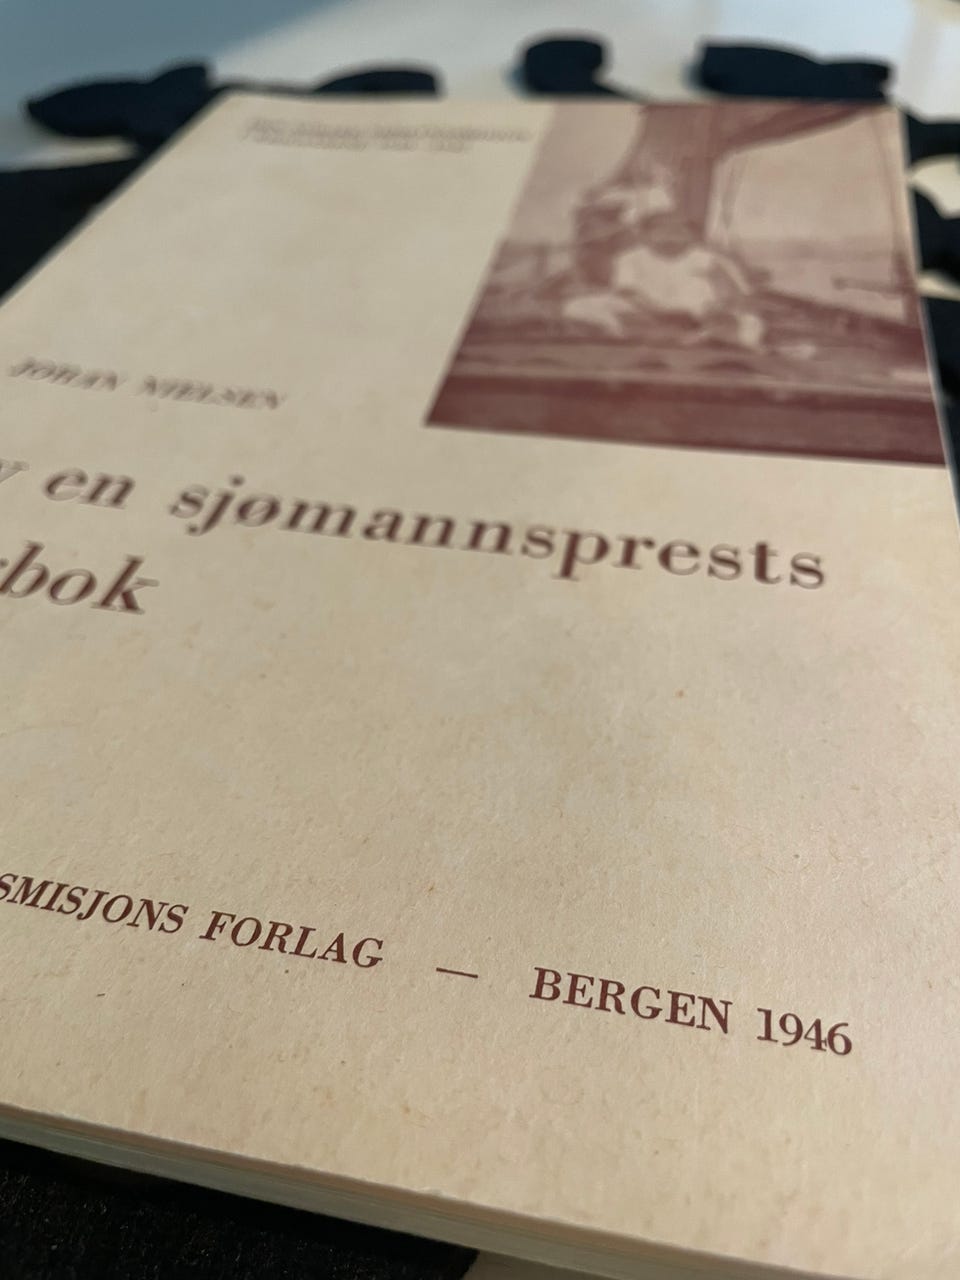 JOHAN NIELSEN
v en sjømannsprests
bok
SMISJONS FORLAG — BERGEN 1946